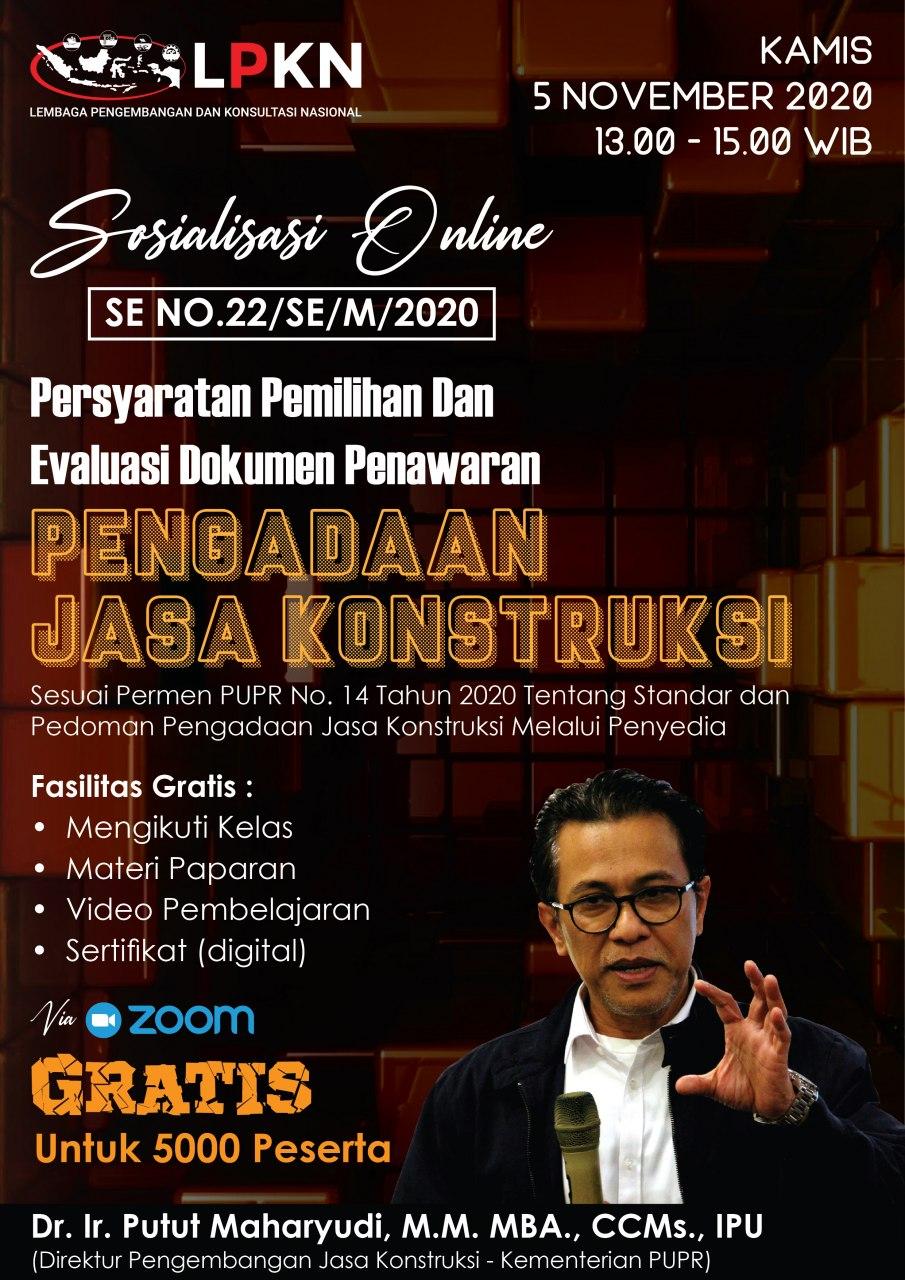 LPKN
LEMBAGA PENGEMBANGAN DAN KONSULTASI NASIONAL
KAMIS
5 NOVEMBER 2020
13.00 - 15.00 WIB
Sosialisasi Online
SE NO.22/SE/M/2020
Persyaratan Pemilihan Dan
Evaluasi Dokumen Penawaran
PENGADAAN
JASA KONSTRUKSI
Sesuai Permen PUPR No. 14 Tahun 2020 Tentang Standar dan
Pedoman Pengadaan Jasa Konstruksi Melalui Penyedia
Fasilitas Gratis :
• Mengikuti Kelas
• Materi Paparan
• Video Pembelajaran
• Sertifikat (digital)
Via zoom
GRATIS
Untuk 5000 Peserta
Dr. Ir. Putut Maharyudi, M.M. MBA., CCMs., IPU
(Direktur Pengembangan Jasa Konstruksi - Kementerian PUPR)